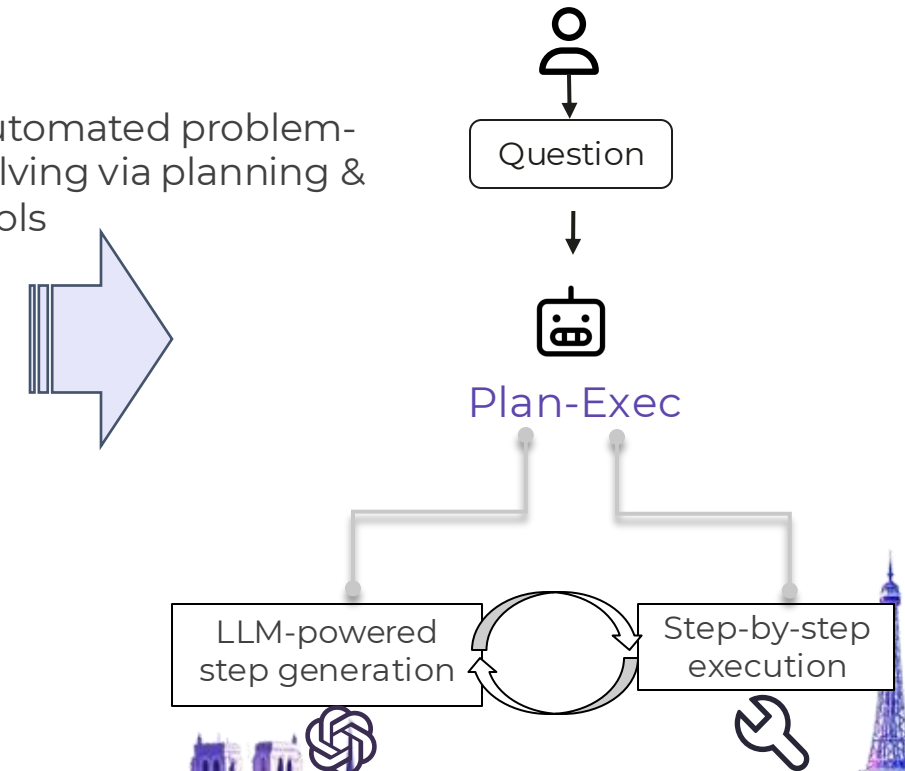 utomated problem-
lving via planning &
ols
Question
Plan-Exec
LLM-powered
step generation
Step-by-step
execution